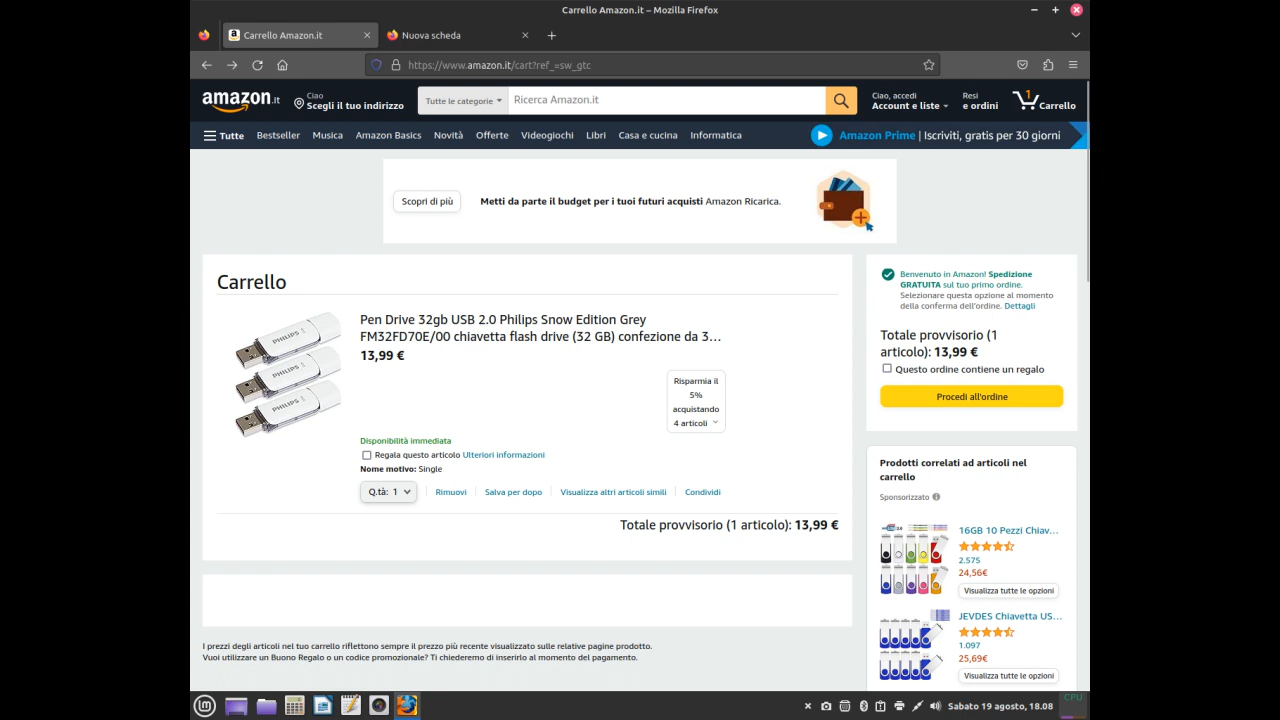 Carrello Amazon.it – Mozilla Firefox
Carrello Amazon.it
Nuova scheda
https://www.amazon.it/cart?ref_=sw_gtc
amazon.it
Ciao
Scegli il tuo indirizzo
Tutte le categorie
Ricerca Amazon.it
Ciao, accedi
Account e liste
Resi
e ordini
1
Carrello
Tutte
Bestseller
Musica
Amazon Basics
Novità
Offerte
Videogiochi
Libri
Casa e cucina
Informatica
Amazon Prime | Iscriviti, gratis per 30 giorni
Scopri di più
Metti da parte il budget per i tuoi futuri acquisti Amazon Ricarica.
Carrello
PHILIPS
PHILIPS
PHILIPS
Pen Drive 32gb USB 2.0 Philips Snow Edition Grey
FM32FD70E/00 chiavetta flash drive (32 GB) confezione da 3...
13,99 €
Risparmia il
5%
acquistando
4 articoli
Disponibilità immediata
Regala questo articolo Ulteriori informazioni
Nome motivo: Single
Q.tà: 1
Rimuovi
Salva per dopo
Visualizza altri articoli simili
Condividi
Totale provvisorio (1 articolo): 13,99 €
I prezzi degli articoli nel tuo carrello riflettono sempre il prezzo più recente visualizzato sulle relative pagine prodotto.
Vuoi utilizzare un Buono Regalo o un codice promozionale? Ti chiederemo di inserirlo al momento del pagamento.
Benvenuto in Amazon! Spedizione
GRATUITA sul tuo primo ordine.
Selezionare questa opzione al momento
della conferma dell'ordine. Dettagli
Totale provvisorio (1
articolo): 13,99 €
Questo ordine contiene un regalo
Procedi all'ordine
Prodotti correlati ad articoli nel
carrello
Sponsorizzato
16GB 10 Pezzi Chiav...
2.575
24,56€
Visualizza tutte le opzioni
JEVDES Chiavetta US...
1.097
25,69€
Visualizza tutte le opzioni
Sabato 19 agosto, 18.08
CPU